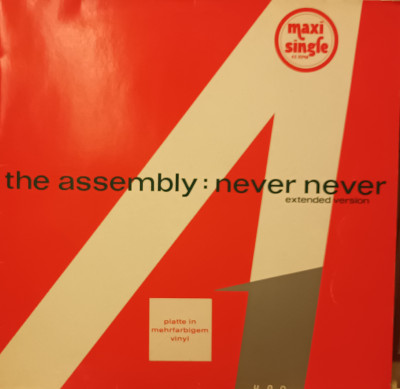 maxi
single
the assembly : never never
extended version
platte in
mehrfarbigem
vinyl